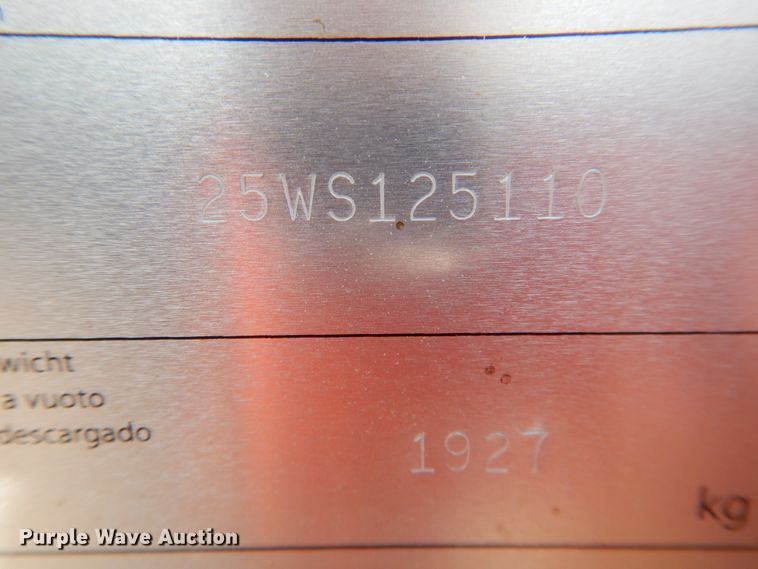 25WS125110
wicht
a vuoto
descargado
1927
kg
Purple Wave Auction